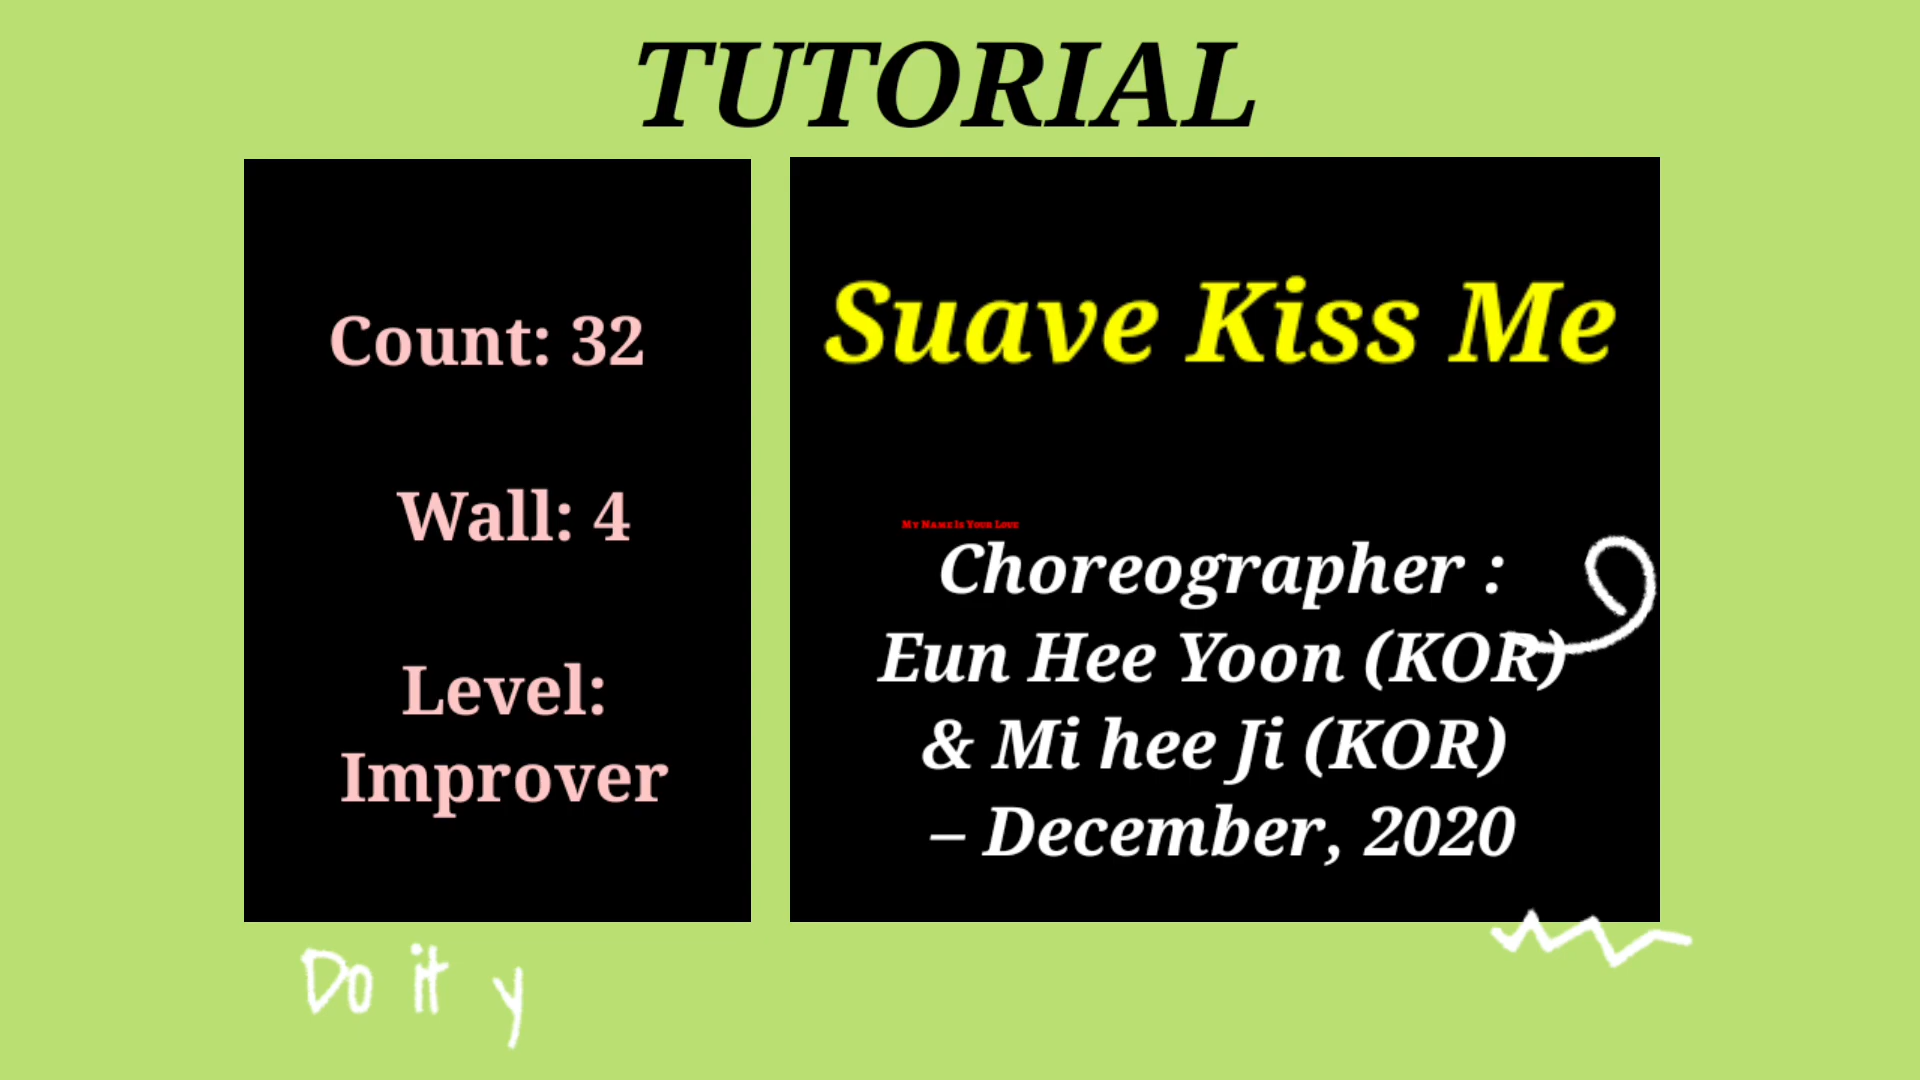 TUTORIAL
Count: 32
Wall: 4
Level:
Improver
Suave Kiss Me
My Name Is Your Love
Choreographer :
Eun Hee Yoon (KOR)
& Mi hee Ji (KOR)
– December, 2020
Do it y